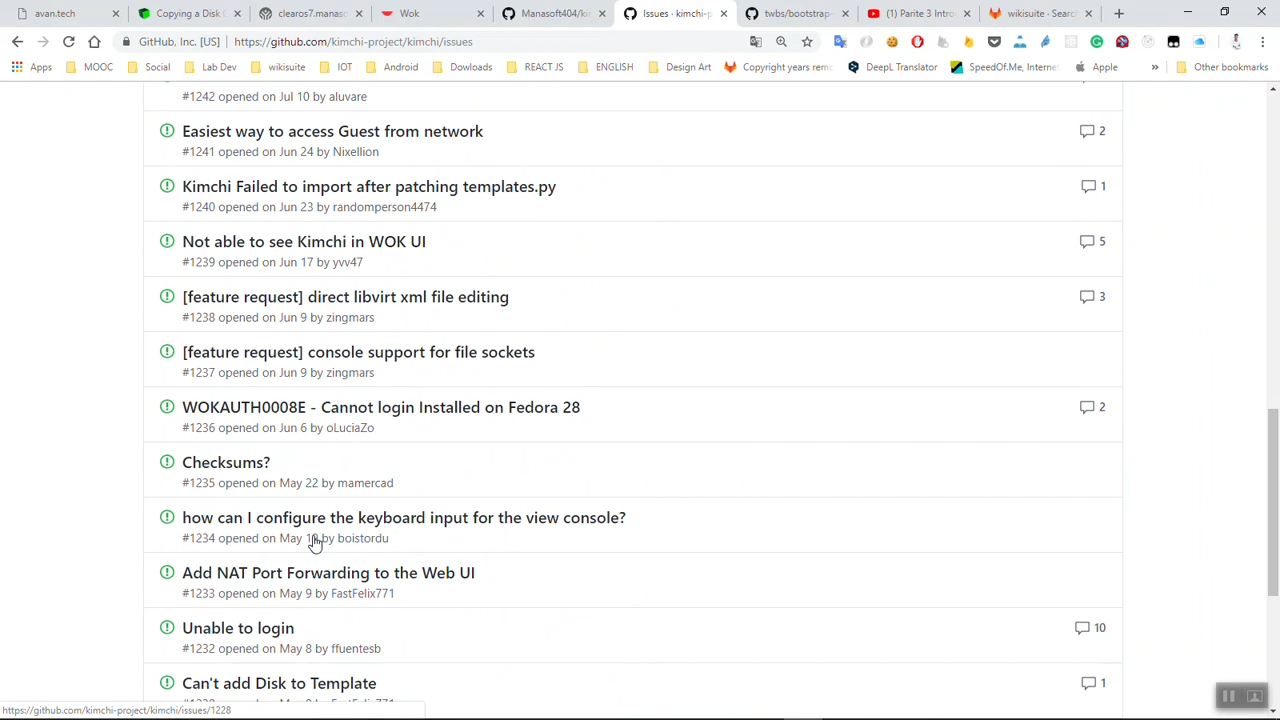 avan.tech
Copying a Disk
clearos7.manaso
Wok
Manasoft404/kin
Issues · kimchi-p
twbs/bootstrap-
(1) Parite 3 Intro
wikisuite · Searc
GitHub, Inc. [US]
https://github.com/kimchi-project/kimchi/issues
Apps
MOOC
Social
Lab Dev
wikisuite
IOT
Android
Dowloads
REACT JS
ENGLISH
Design Art
Copyright years rem
DeepL Translator
SpeedOf.Me, Internet
Apple
»
Other bookmarks
#1242 opened on Jul 10 by aluvare
Easiest way to access Guest from network
2
#1241 opened on Jun 24 by Nixellion
Kimchi Failed to import after patching templates.py
1
#1240 opened on Jun 23 by randomperson4474
Not able to see Kimchi in WOK UI
5
#1239 opened on Jun 17 by yvv47
[feature request] direct libvirt xml file editing
3
#1238 opened on Jun 9 by zingmars
[feature request] console support for file sockets
#1237 opened on Jun 9 by zingmars
WOKAUTH0008E - Cannot login Installed on Fedora 28
2
#1236 opened on Jun 6 by oLuciaZo
Checksums?
#1235 opened on May 22 by mamercad
how can I configure the keyboard input for the view console?
#1234 opened on May by boistordu
Add NAT Port Forwarding to the Web UI
#1233 opened on May 9 by FastFelix771
Unable to login
10
#1232 opened on May 8 by ffuentesb
Can't add Disk to Template
1
https://github.com/kimchi-project/kimchi/issues/1228